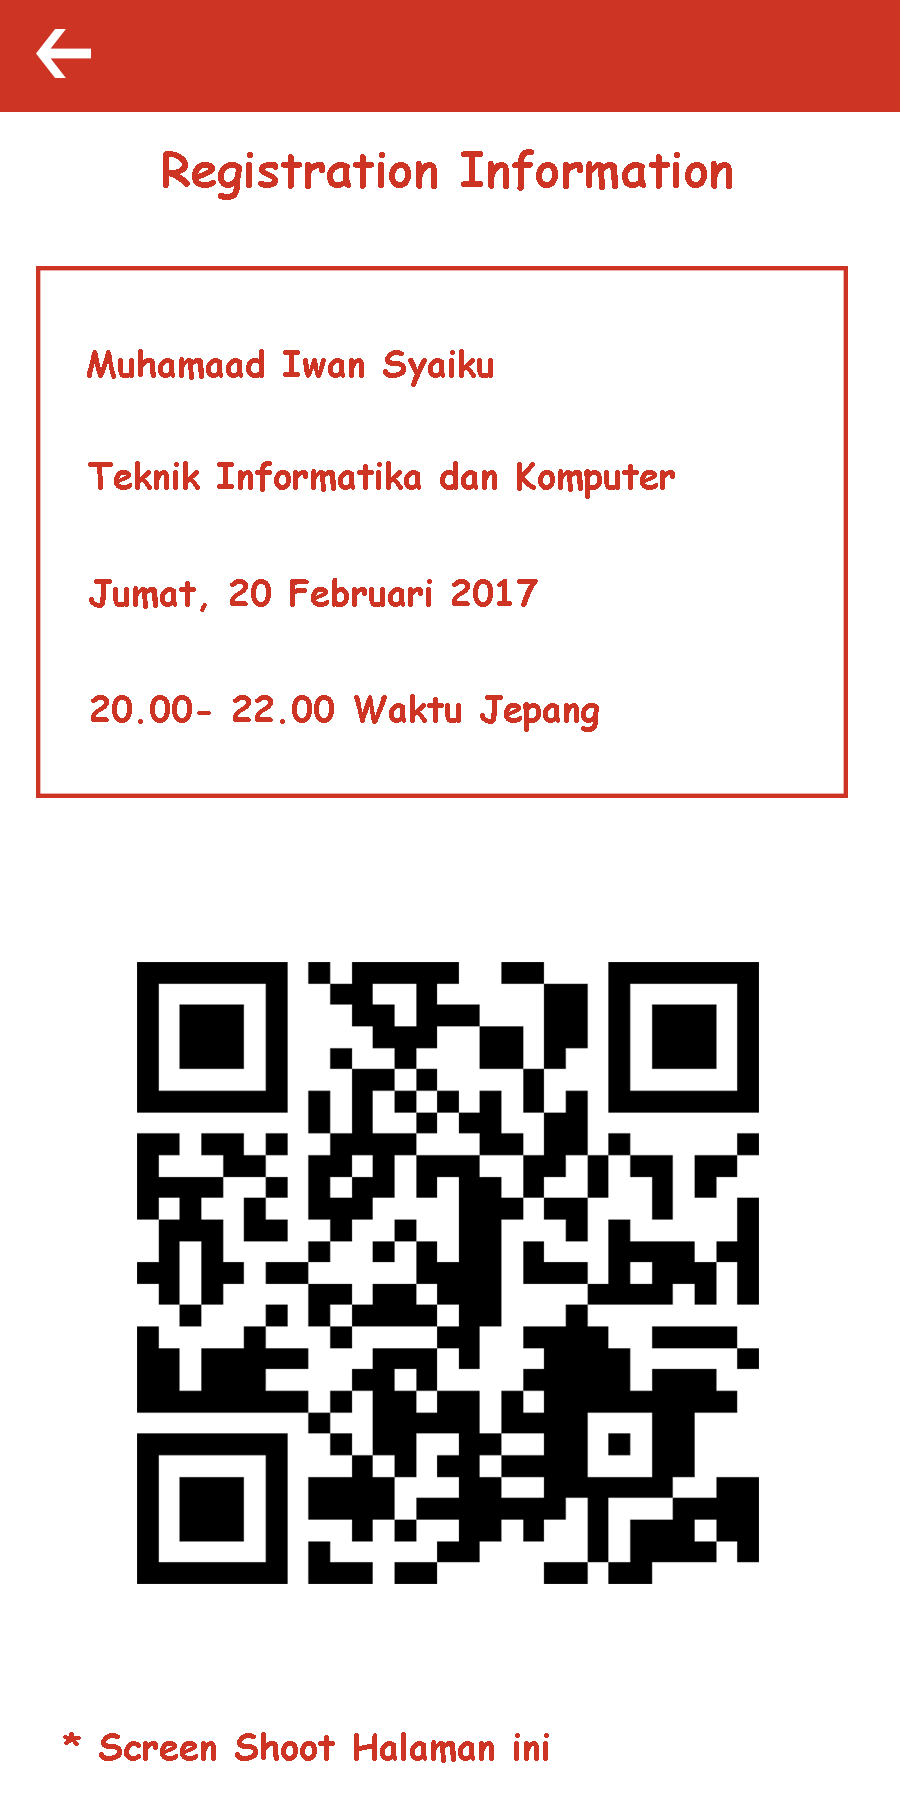 Registration Information
Muhamaad Iwan Syaiku
Teknik Informatika dan Komputer
Jumat, 20 Februari 2017
20.00- 22.00 Waktu Jepang
* Screen Shoot Halaman ini